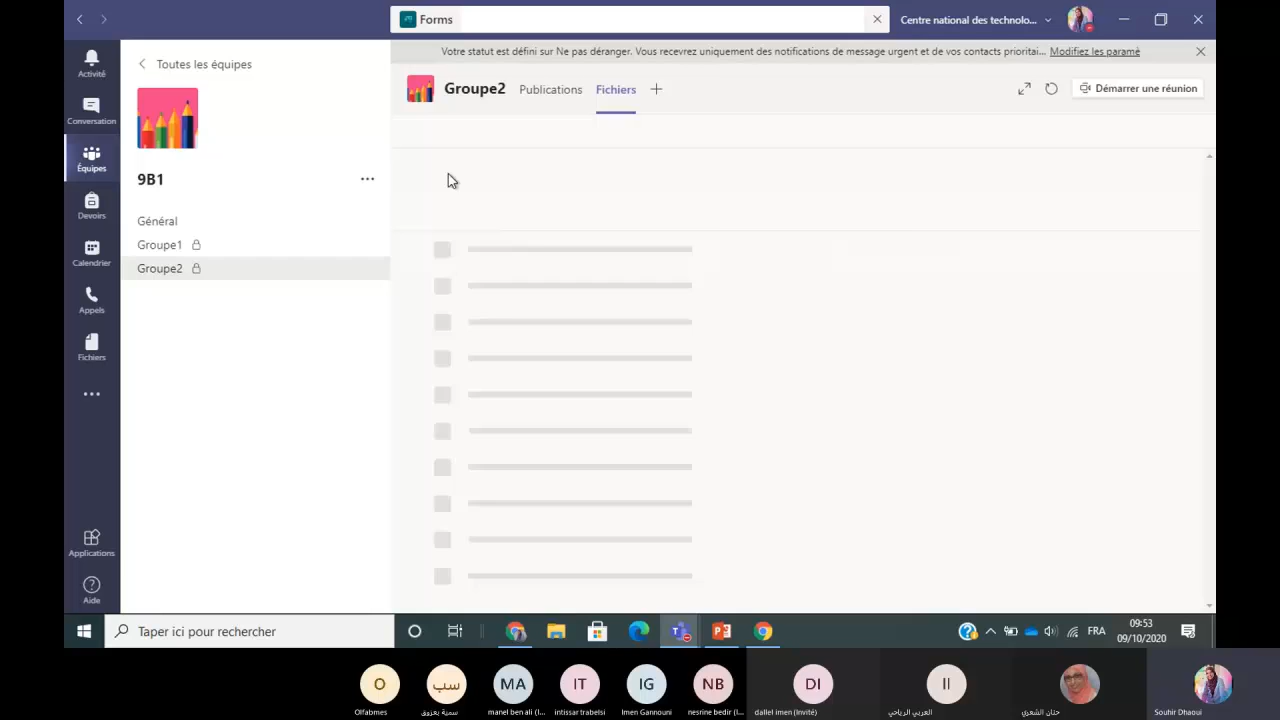 Forms
Centre national des technolo...
Votre statut est défini sur Ne pas déranger. Vous recevrez uniquement des notifications de message urgent et de vos contacts prioritai... Modifiez les paramè
Activité
Conversation
Équipes
Devoirs
Calendrier
Appels
Fichiers
Applications
Aide
Toutes les équipes
9B1
Général
Groupe1
Groupe2
Groupe2
Publications
Fichiers
Démarrer une réunion
Taper ici pour rechercher
FRA
09:53
09/10/2020
O
سب
MA
IT
IG
NB
DI
ا ا
Olfabmes
سمية بعزوق
manel ben ali (I...
intissar trabelsi
Imen Gannouni
nesrine bedir (I...
dallel imen (Invité)
العربي الرياحي
حنان الشعري
Souhir Dhaoui